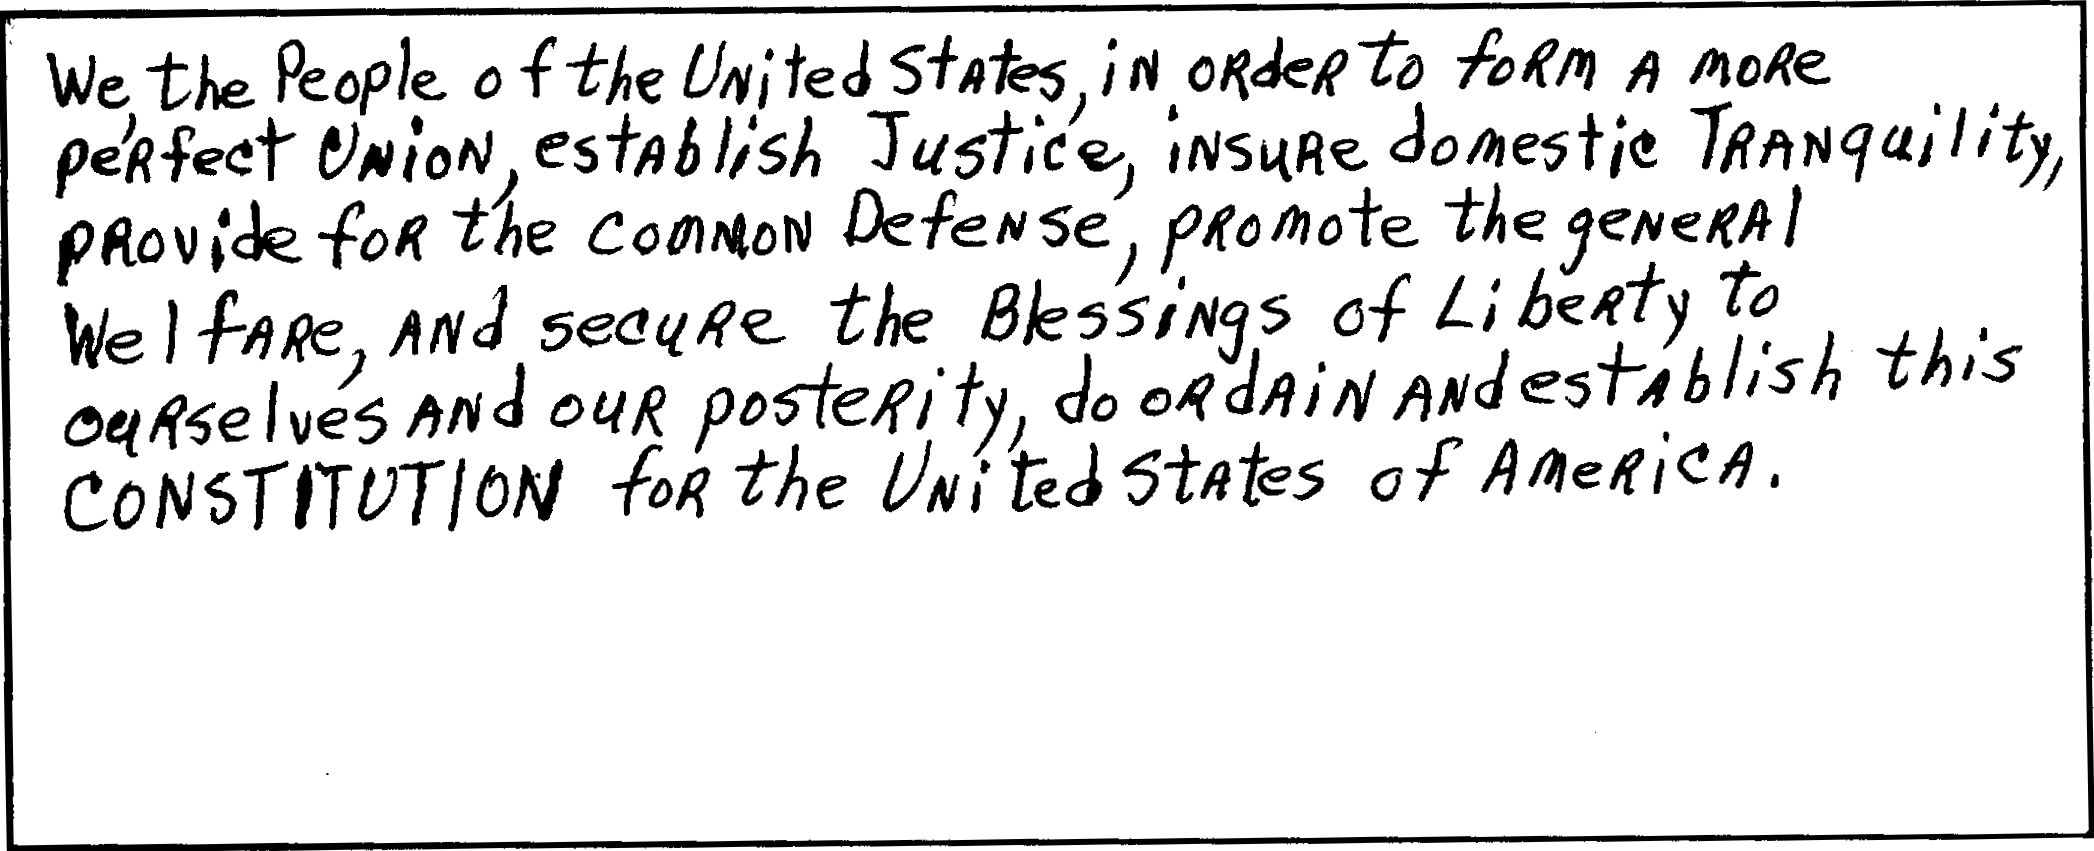 We, the People of the United States, in order to form a more
perfect Union, establish Justice, insure domestic Tranquility,
provide for the common Defense, promote the general
Welfare, and secure the Blessings of Liberty to
ourselves and our posterity, do ordain and establish this
CONSTITUTION for the United States of America.